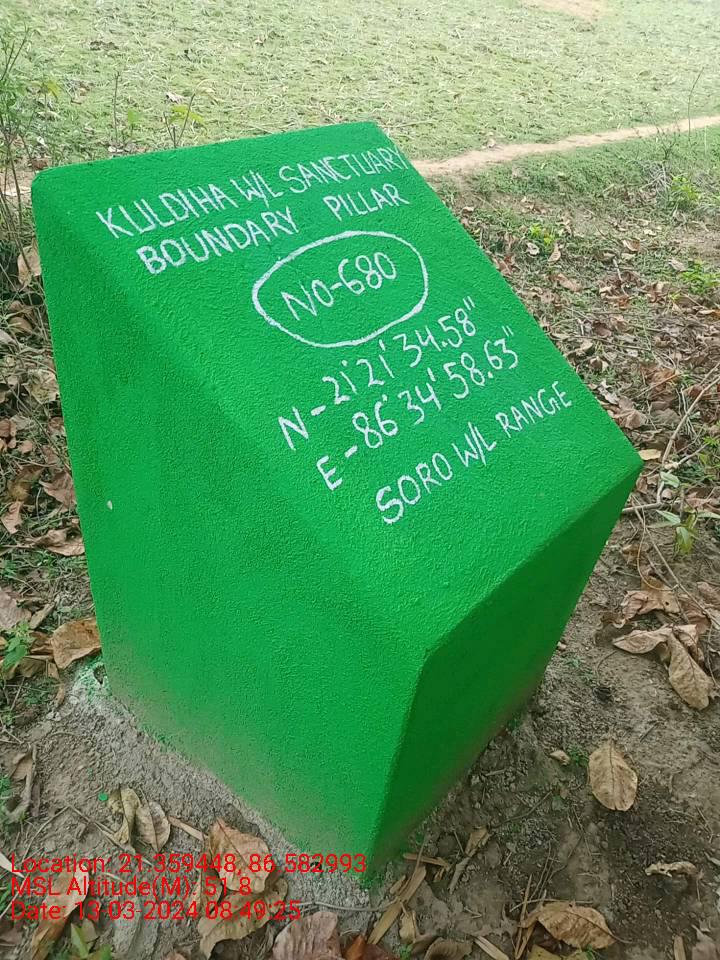 KULDIHA W/L SANCTUARY
BOUNDARY PILLAR
NO-680
N-21°21'34.58"
E-86°34'58.63"
SORO W/L RANGE
Location: 21.359448, 86.582993
MSL Altitude(M): 51.8
Date: 13-03-2024 08:49:25